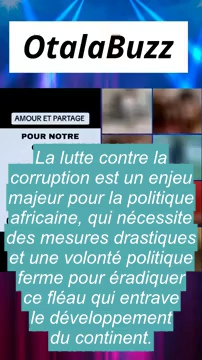 OtalaBuzz
AMOUR ET PARTAGE
POUR NOTRE
La lutte contre la
corruption est un enjeu
majeur pour la politique
africaine, qui nécessite
des mesures drastiques
et une volonté politique
ferme pour éradiquer
ce fléau qui entrave
le développement
du continent.